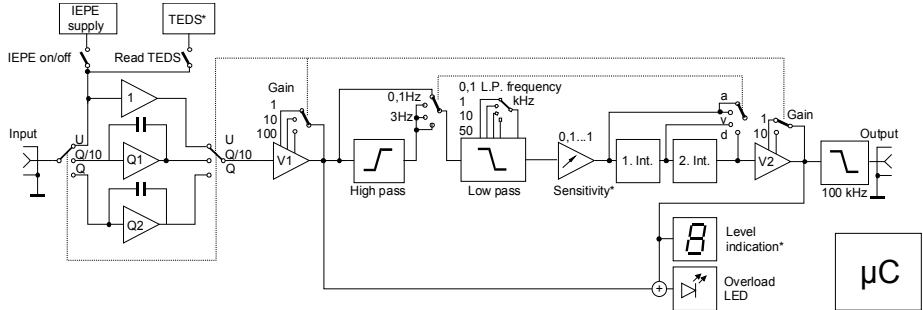 IEPE
supply
TEDS*
IEPE on/off
Read TEDS
Input
U
Q/10
Q
1
Q1
Q2
U
Q/10
Q
Gain
1
10
100
V1
0,1Hz
3Hz
High pass
0,1 L.P. frequency
1 kHz
10
50
Low pass
0,1...1
Sensitivity*
1. Int.
2. Int.
a
v
d
Gain
1
10
V2
100 kHz
Output
8
Level
indication*
Overload
LED
+
µC